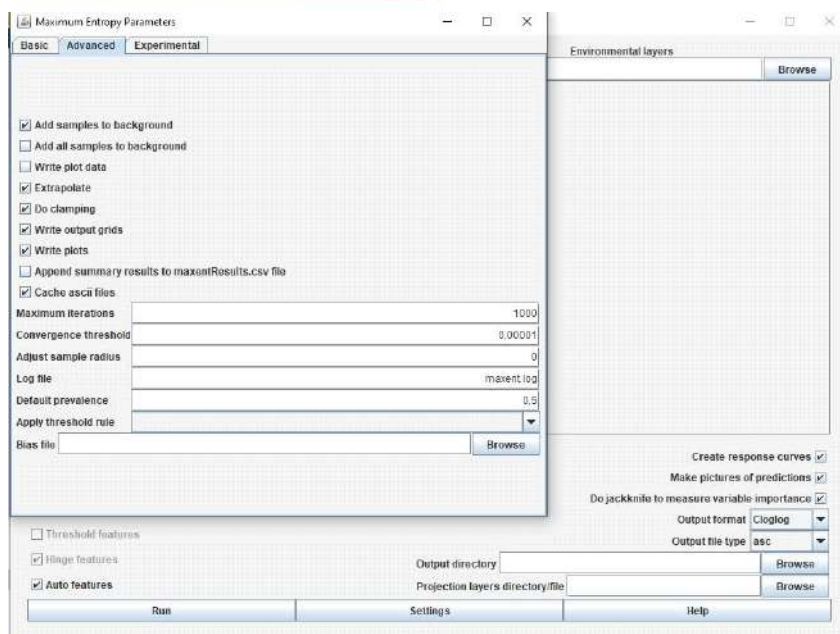 Maximum Entropy Parameters
Basic Advanced Experimental
Add samples to background
Add all samples to background
Write plot data
Extrapolate
Do clamping
Write output grids
Write plots
Append summary results to maxentResults.csv file
Cache ascii files
Maximum iterations 1000
Convergence threshold 0,00001
Adjust sample radius 0
Log file maxent.log
Default prevalence 0,5
Apply threshold rule
Bias file Browse
Environmental layers
Browse
Create response curves
Make pictures of predictions
Do jackknife to measure variable importance
Output format Cloglog
Output file type asc
Threshold features
Hinge features
Auto features
Output directory Browse
Projection layers directory/file Browse
Run Settings Help